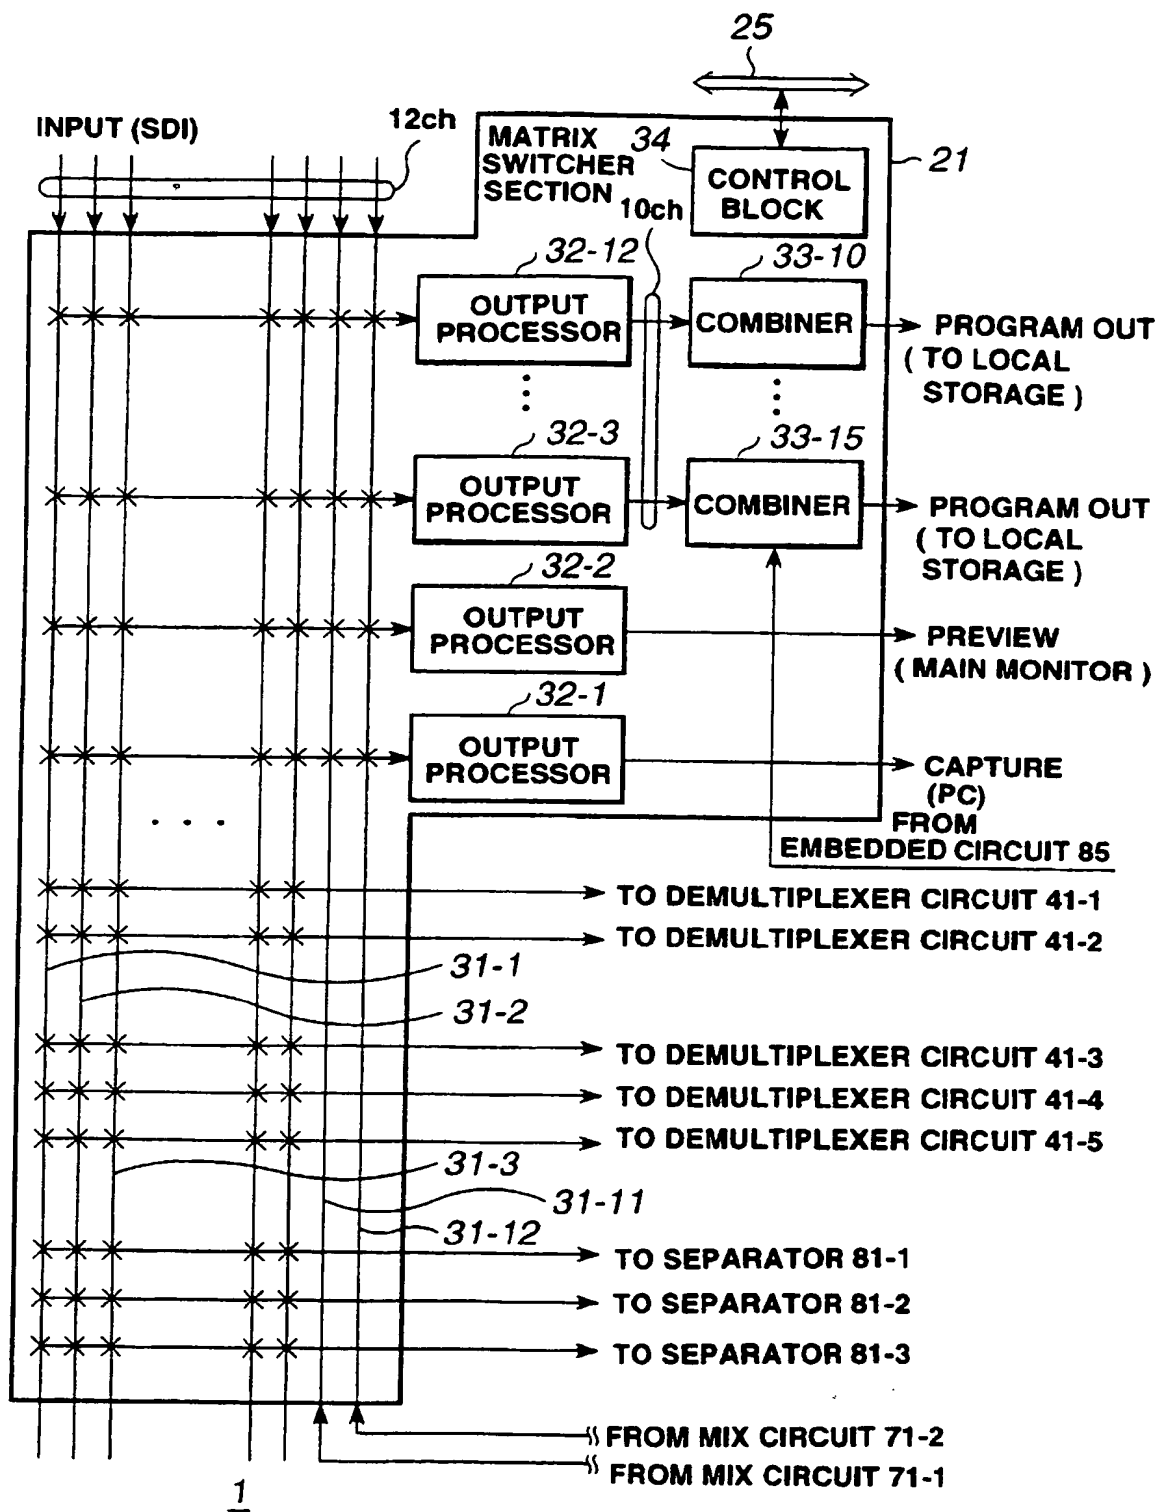 25
INPUT (SDI)
12ch
MATRIX
SWITCHER
SECTION
34
CONTROL
BLOCK
21
10ch
32-12
OUTPUT
PROCESSOR
33-10
COMBINER
PROGRAM OUT
( TO LOCAL
STORAGE )
32-3
OUTPUT
PROCESSOR
33-15
COMBINER
PROGRAM OUT
( TO LOCAL
STORAGE )
32-2
OUTPUT
PROCESSOR
PREVIEW
( MAIN MONITOR )
32-1
OUTPUT
PROCESSOR
CAPTURE
(PC)
FROM
EMBEDDED CIRCUIT 85
TO DEMULTIPLEXER CIRCUIT 41-1
TO DEMULTIPLEXER CIRCUIT 41-2
31-1
31-2
TO DEMULTIPLEXER CIRCUIT 41-3
TO DEMULTIPLEXER CIRCUIT 41-4
TO DEMULTIPLEXER CIRCUIT 41-5
31-3
31-11
31-12
TO SEPARATOR 81-1
TO SEPARATOR 81-2
TO SEPARATOR 81-3
FROM MIX CIRCUIT 71-2
FROM MIX CIRCUIT 71-1
1